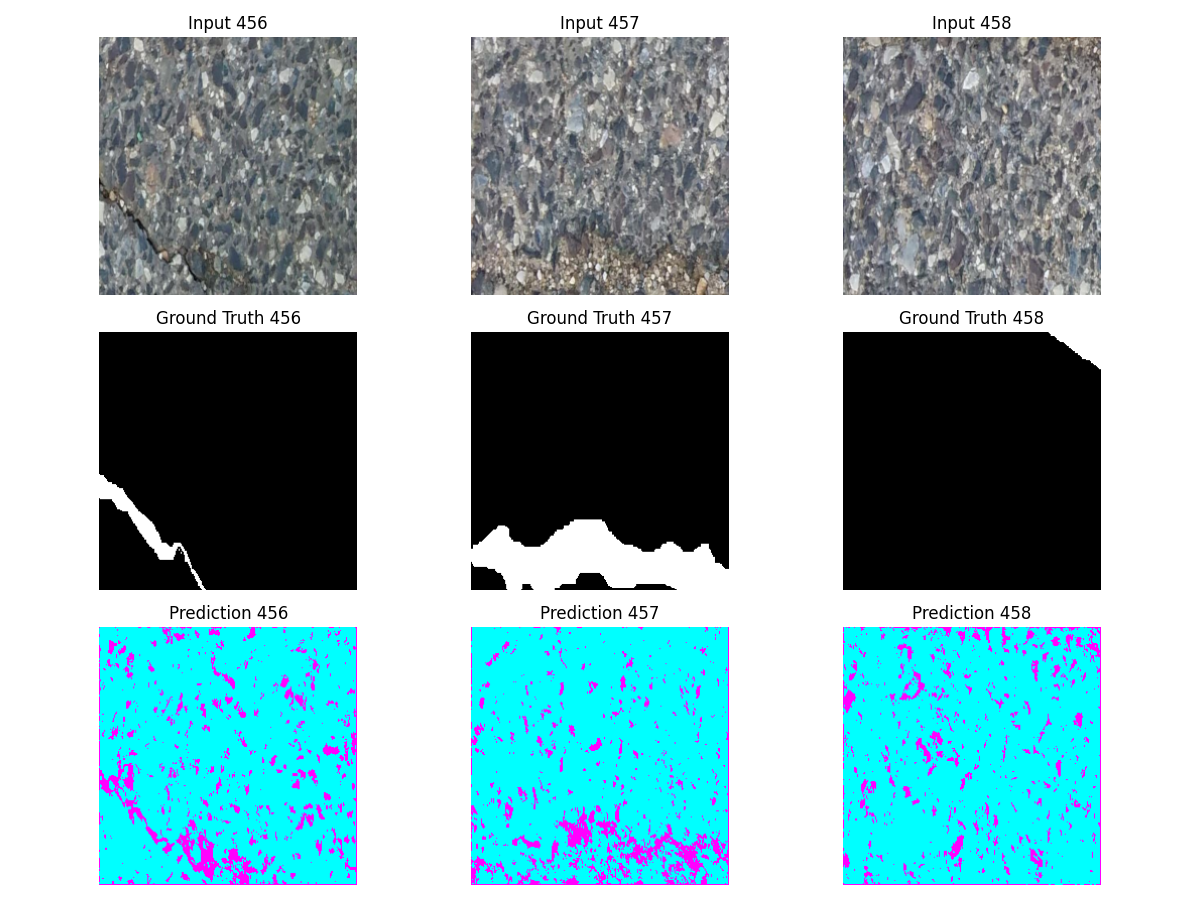 Input 456
Input 457
Input 458
Ground Truth 456
Ground Truth 457
Ground Truth 458
Prediction 456
Prediction 457
Prediction 458